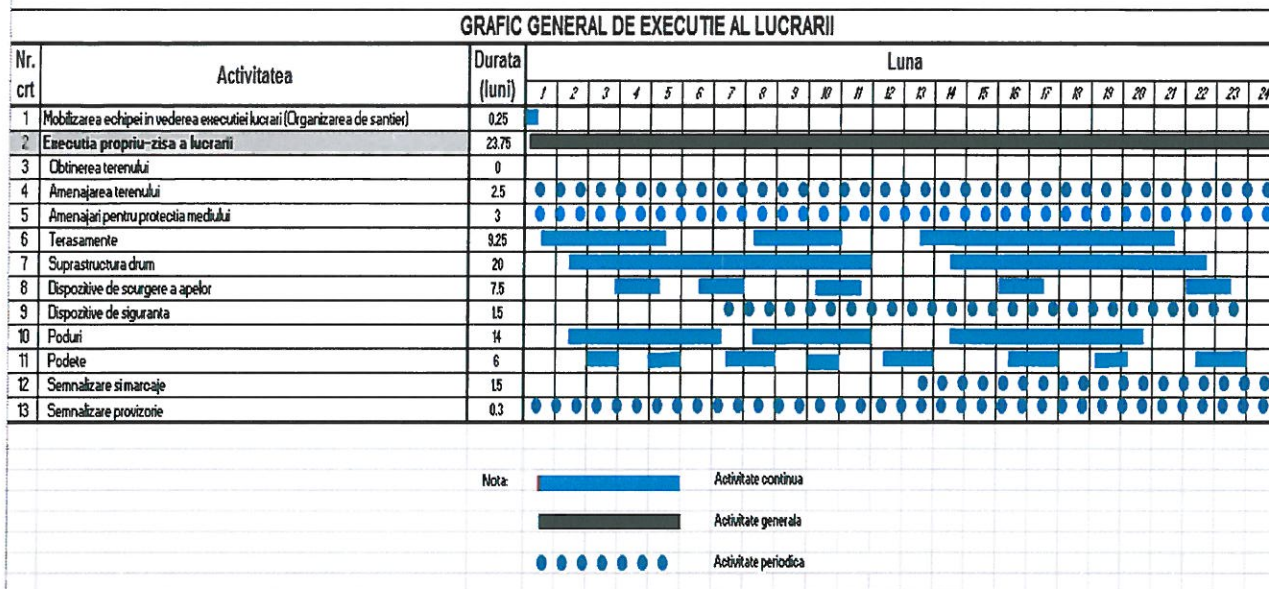 GRAFIC GENERAL DE EXECUTIE AL LUCRARII
Nr. crt Activitatea Durata (luni) Luna
1 2 3 4 5 6 7 8 9 10 11 12 13 14 15 16 17 18 19 20 21 22 23 24
1 Mobilizarea echipei in vederea executiei lucrari (Organizarea de santier) 0.25
2 Executia propriu-zisa a lucrarii 23.75
3 Obtinerea terenului 0
4 Amenajarea terenului 2.5
5 Amenajari pentru protectia mediului 3
6 Terasamente 9.25
7 Suprastructura drum 20
8 Dispozitive de scurgere a apelor 7.5
9 Dispozitive de siguranta 1.5
10 Poduri 14
11 Podete 6
12 Semnalizare si marcaje 1.5
13 Semnalizare provizorie 0.3
Nota: Activitate continua
Activitate generala
Activitate periodica